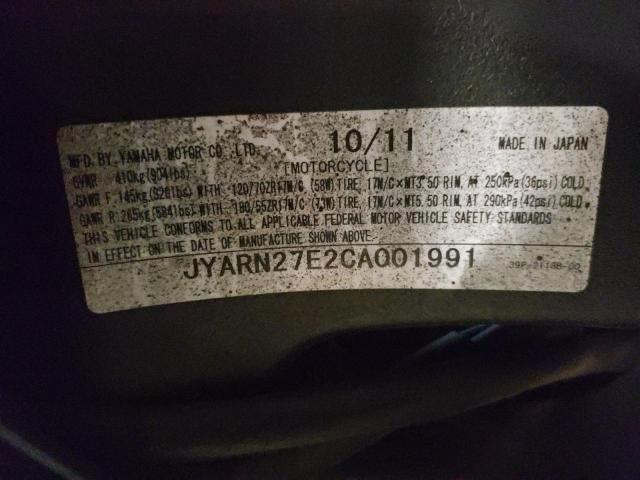 MFD. BY YAMAHA MOTOR CO.,LTD. 10/11 MADE IN JAPAN
GVWR 410kg(904lbs) [MOTORCYCLE]
GAWR F 145kg(320lbs) WITH 120/70ZR17M/C (58W)TIRE, 17M/C×MT3.50 RIM, AT 250kPa(36psi)COLD
GAWR R 265kg(584lbs) WITH 180/55ZR17M/C (73W)TIRE, 17M/C×MT5.50 RIM, AT 290kPa(42psi)COLD
THIS VEHICLE CONFORMS TO ALL APPLICABLE FEDERAL MOTOR VEHICLE SAFETY STANDARDS
IN EFFECT ON THE DATE OF MANUFACTURE SHOWN ABOVE.
JYARN27E2CA001991